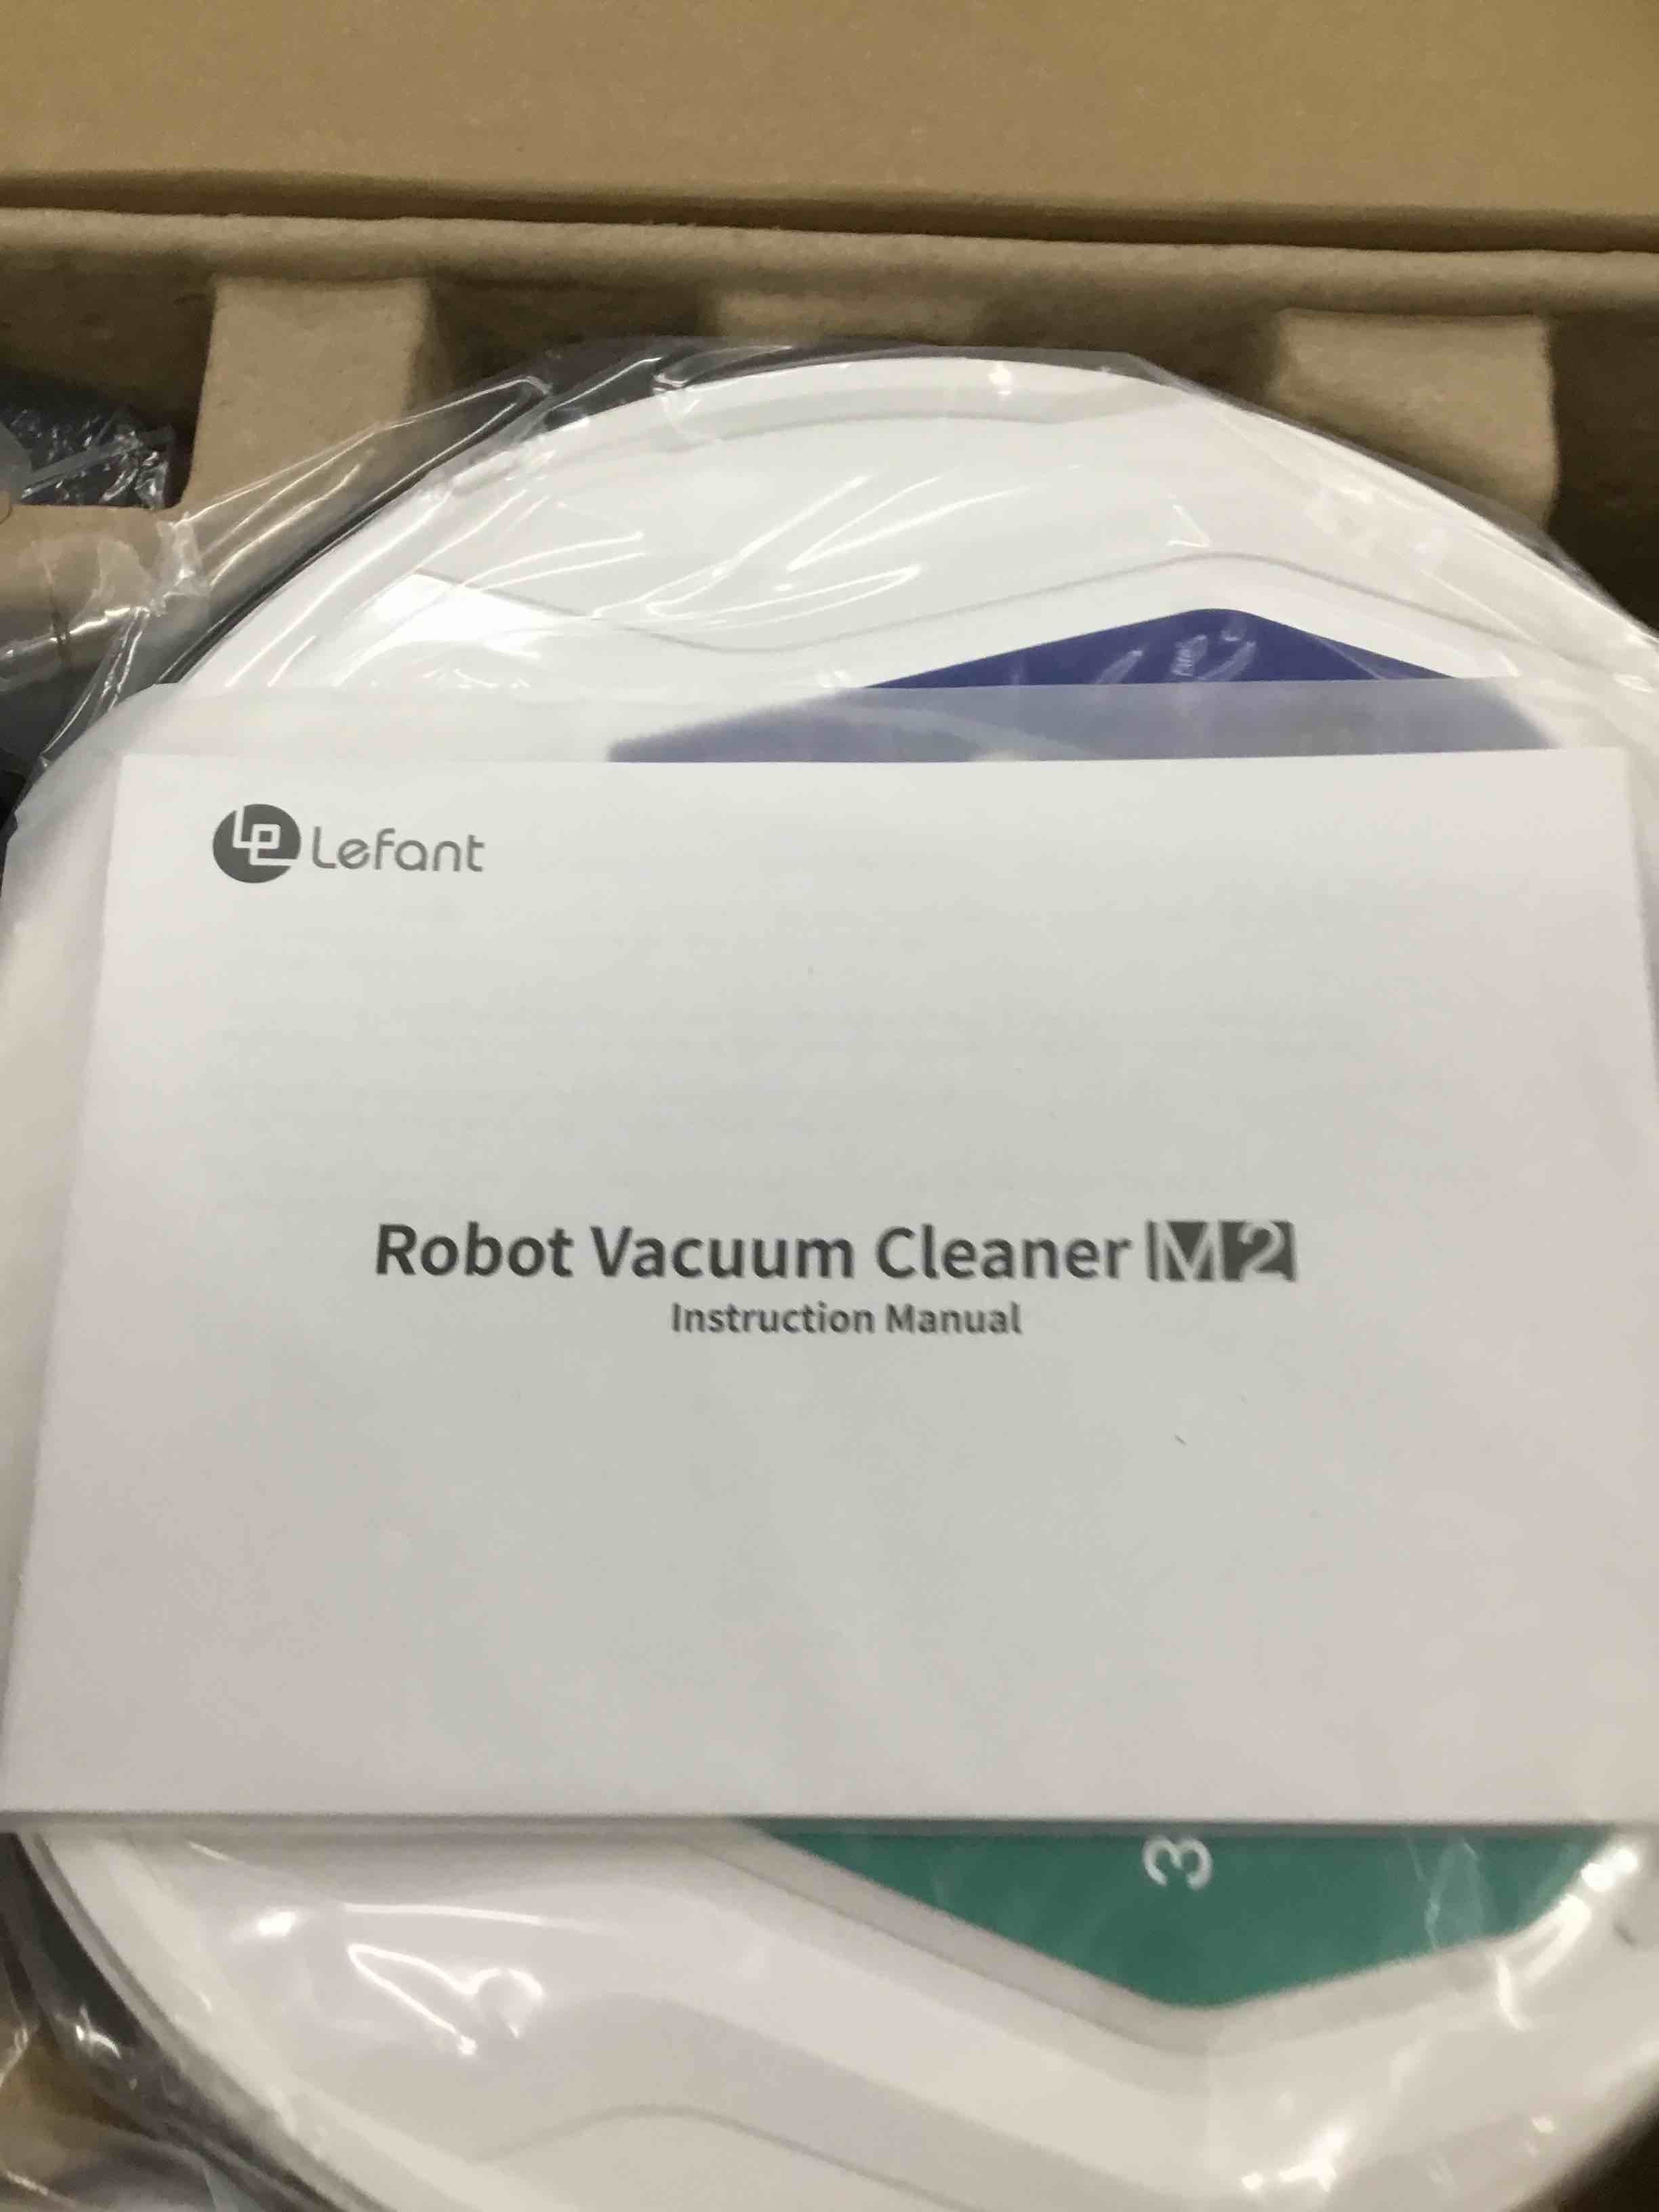 Lefant
Robot Vacuum Cleaner M2
Instruction Manual
3